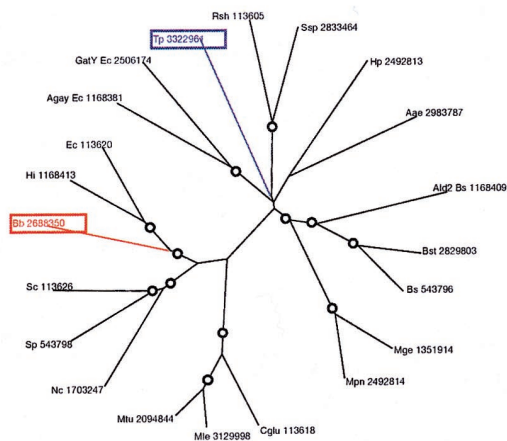 Rsh 113605
Ssp 2833464
Tp 3322961
GatY Ec 2506174
Hp 2492813
Agay Ec 1168381
Aae 2983787
Ec 113620
Hi 1168413
Ald2 Bs 1168409
Bb 2688350
Bst 2829803
Sc 113626
Bs 543796
Sp 543798
Mge 1351914
Nc 1703247
Mpn 2492814
Mtu 2094844
Cglu 113618
Mle 3129998